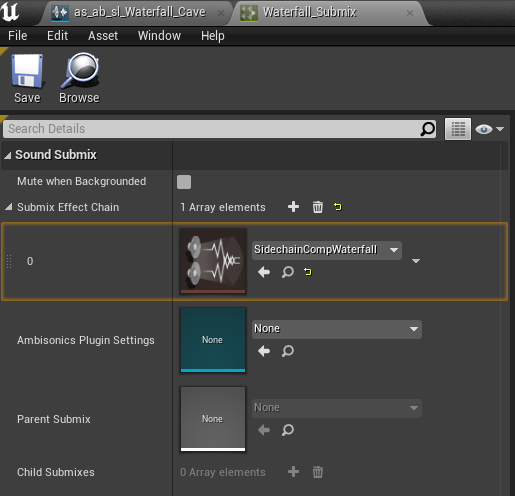 as_ab_sl_Waterfall_Cave
Waterfall_Submix
File Edit Asset Window Help
Save Browse
Search Details
Sound Submix
Mute when Backgrounded
Submix Effect Chain 1 Array elements
0 SidechainCompWaterfall
Ambisonics Plugin Settings None None
Parent Submix None None
Child Submixes 0 Array elements